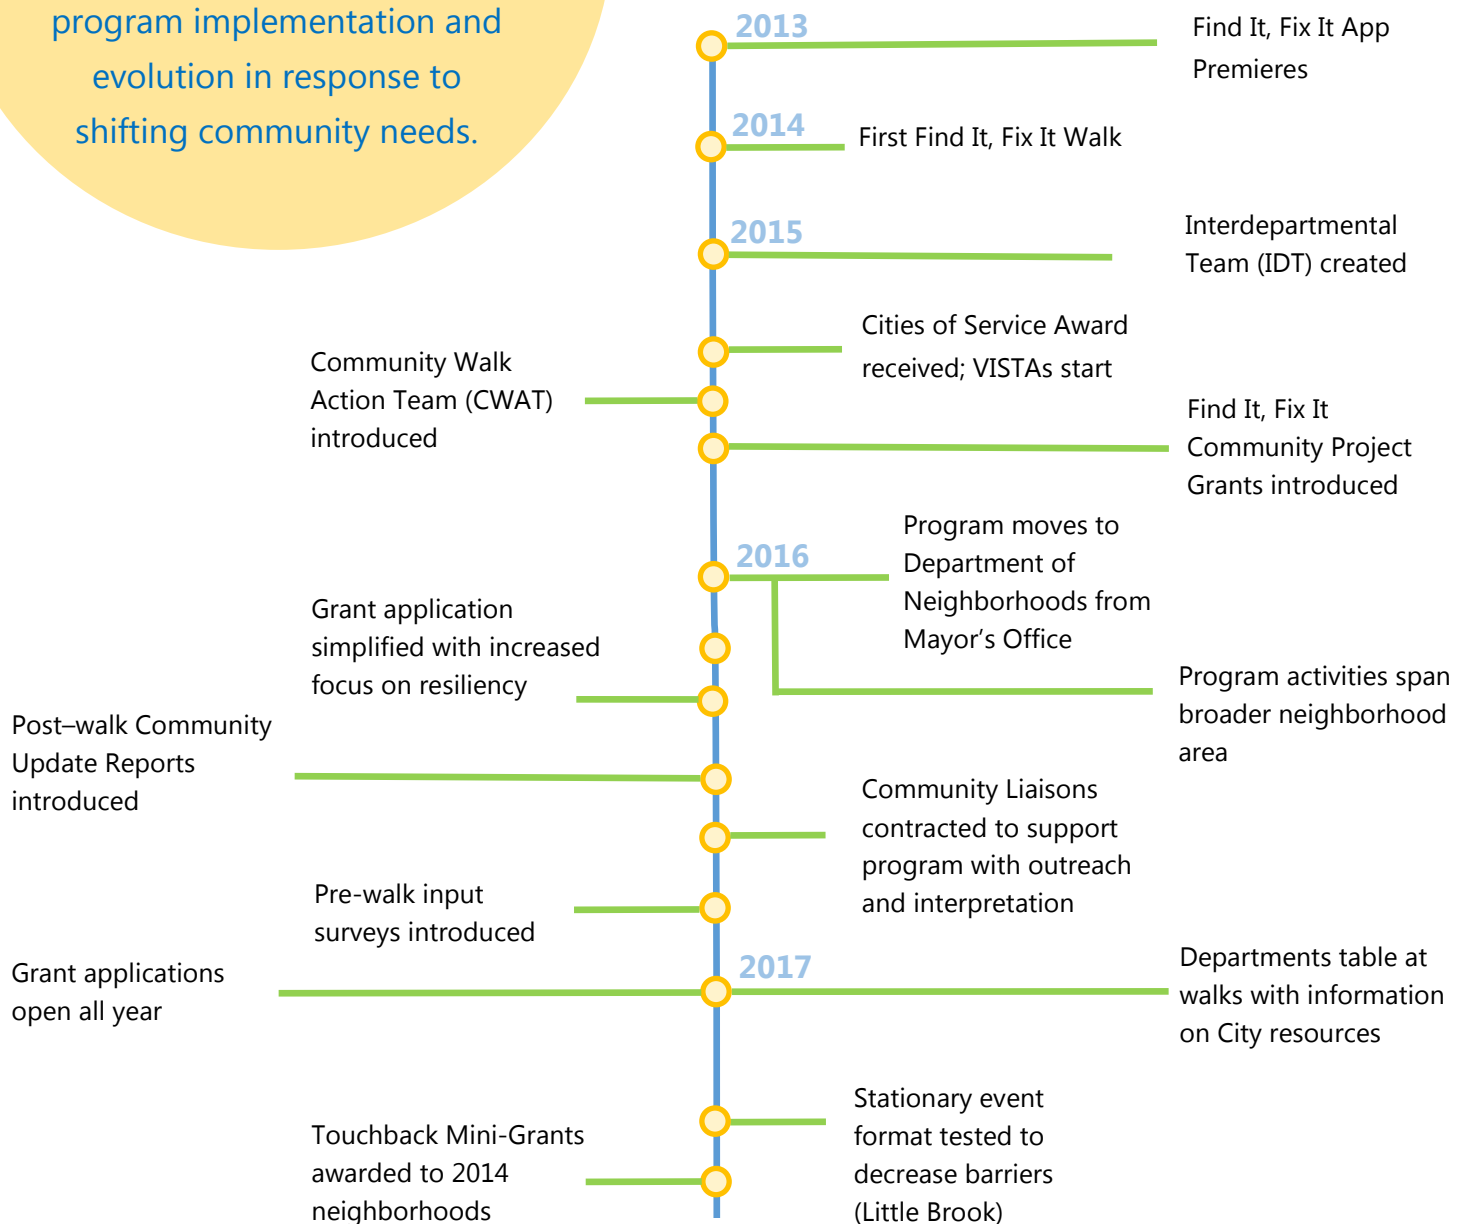 program implementation and
evolution in response to
shifting community needs.
2013
Find It, Fix It App
Premieres
2014
First Find It, Fix It Walk
2015
Interdepartmental
Team (IDT) created
Cities of Service Award
received; VISTAs start
Community Walk
Action Team (CWAT)
introduced
Find It, Fix It
Community Project
Grants introduced
2016
Program moves to
Department of
Neighborhoods from
Mayor’s Office
Program activities span
broader neighborhood
area
Grant application
simplified with increased
focus on resiliency
Post–walk Community
Update Reports
introduced
Community Liaisons
contracted to support
program with outreach
and interpretation
Pre-walk input
surveys introduced
2017
Grant applications
open all year
Departments table at
walks with information
on City resources
Stationary event
format tested to
decrease barriers
(Little Brook)
Touchback Mini-Grants
awarded to 2014
neighborhoods